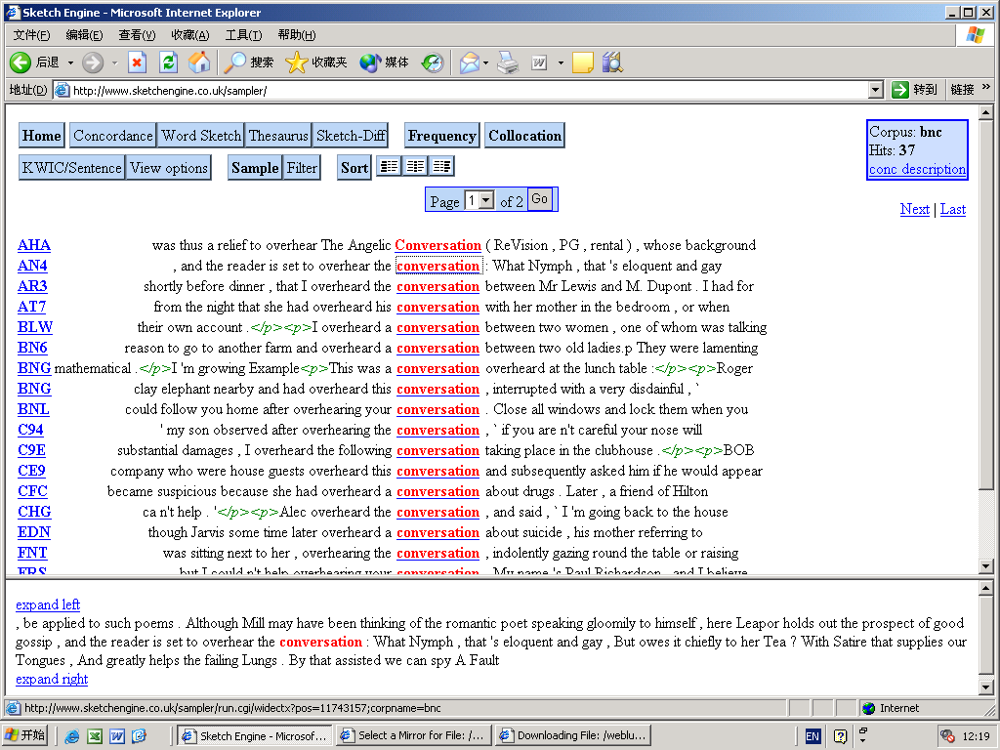 Sketch Engine - Microsoft Internet Explorer
文件(F) 编辑(E) 查看(V) 收藏(A) 工具(T) 帮助(H)
后退 搜索 收藏夹 媒体
地址(D) http://www.sketchengine.co.uk/sampler/ 转到 链接 »
Home Concordance Word Sketch Thesaurus Sketch-Diff Frequency Collocation
Corpus: bnc
Hits: 37
conc description
KWIC/Sentence View options Sample Filter Sort
Page 1 of 2 Go
Next | Last
AHA was thus a relief to overhear The Angelic Conversation ( ReVision , PG , rental ) , whose background
AN4 , and the reader is set to overhear the conversation : What Nymph , that 's eloquent and gay
AR3 shortly before dinner , that I overheard the conversation between Mr Lewis and M. Dupont . I had for
AT7 from the night that she had overheard his conversation with her mother in the bedroom , or when
BLW their own account .</p><p>I overheard a conversation between two women , one of whom was talking
BN6 reason to go to another farm and overheard a conversation between two old ladies.p They were lamenting
BNG mathematical .</p>I 'm growing Example<p>This was a conversation overheard at the lunch table :</p><p>Roger
BNG clay elephant nearby and had overheard this conversation , interrupted with a very disdainful , `
BNL could follow you home after overhearing your conversation . Close all windows and lock them when you
C94 ' my son observed after overhearing the conversation , ` if you are n't careful your nose will
C9E substantial damages , I overheard the following conversation taking place in the clubhouse .</p><p>BOB
CE9 company who were house guests overheard this conversation and subsequently asked him if he would appear
CFC became suspicious because she had overheard a conversation about drugs . Later , a friend of Hilton
CHG ca n't help . '</p><p>Alec overheard the conversation , and said , ` I 'm going back to the house
EDN though Jarvis some time later overheard a conversation about suicide , his mother referring to
FNT was sitting next to her , overhearing the conversation , indolently gazing round the table or raising
FRS but I could n't help overhearing your conversation . My name 's Paul Richardson , and I believe
expand left
, be applied to such poems . Although Mill may have been thinking of the romantic poet speaking gloomily to himself , here Leapor holds out the prospect of good
gossip , and the reader is set to overhear the conversation : What Nymph , that 's eloquent and gay , But owes it chiefly to her Tea ? With Satire that supplies our
Tongues , And greatly helps the failing Lungs . By that assisted we can spy A Fault
expand right
http://www.sketchengine.co.uk/sampler/run.cgi/widectx?pos=11743157;corpname=bnc Internet
开始 Sketch Engine - Microsof... Select a Mirror for File: /... Downloading File: /weblu... EN 12:19